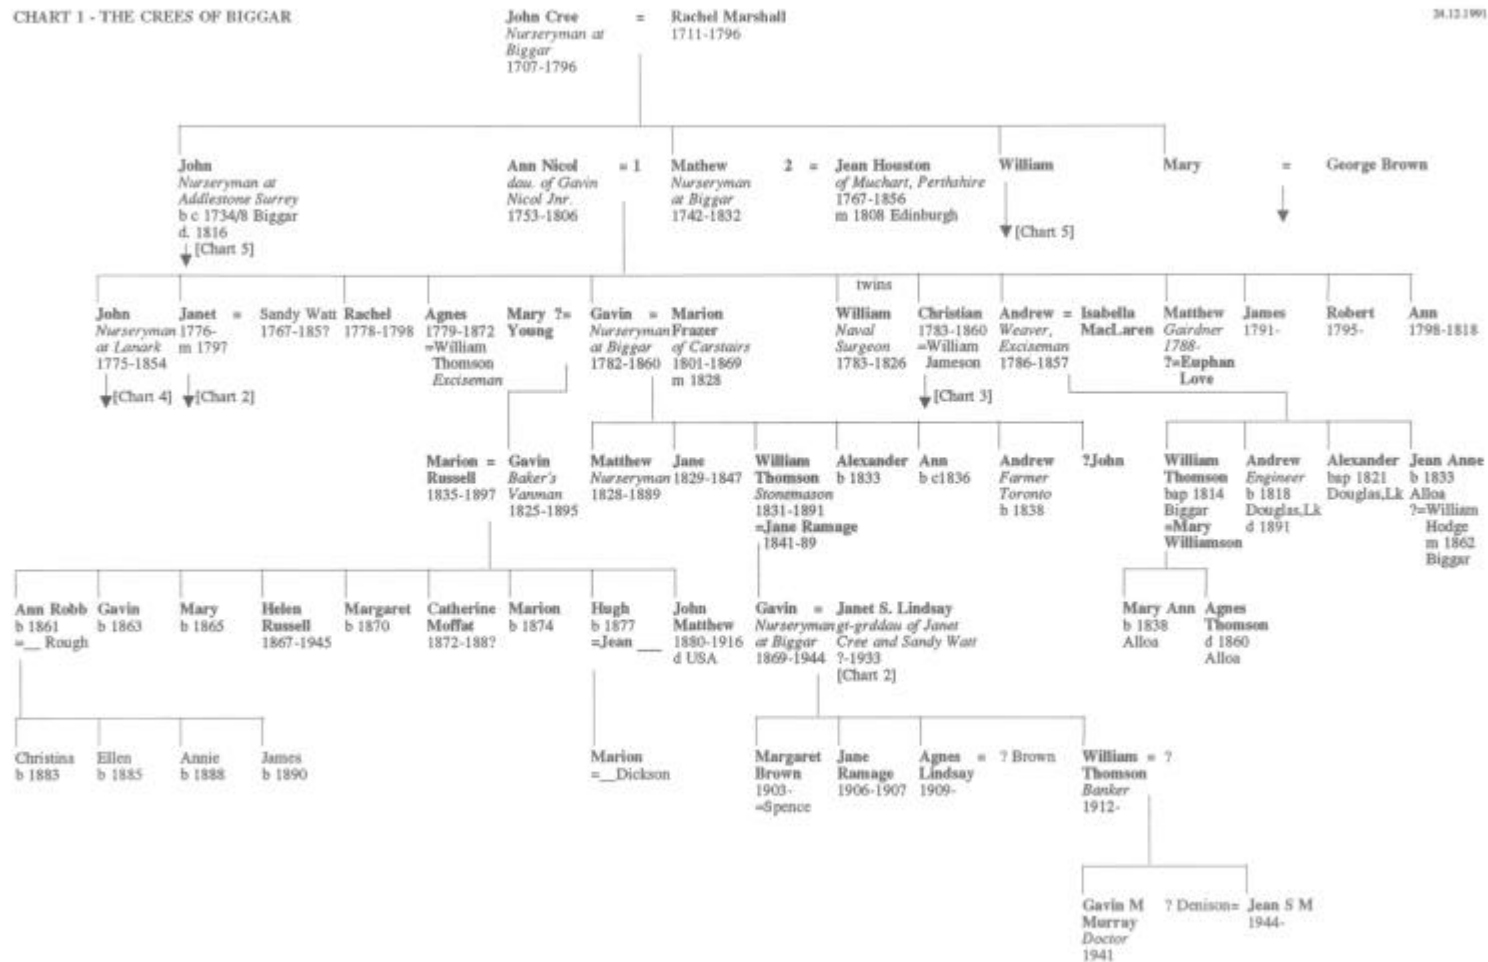 CHART 1 - THE CREES OF BIGGAR
24.12.1991
John Cree = Rachel Marshall
Nurseryman at 1711-1796
Biggar
1707-1796
John Ann Nicol = 1 Mathew 2 = Jean Houston William Mary = George Brown
Nurseryman at dau. of Gavin Nurseryman of Muchart, Perthshire
Addlestone Surrey Nicol Jnr. at Biggar 1767-1856
b c 1734/8 Biggar 1753-1806 1742-1832 m 1808 Edinburgh
d. 1816 [Chart 5]
[Chart 5]
twins
John Janet = Sandy Watt Rachel Agnes Mary ?= Gavin = Marion William Christian Andrew = Isabella Matthew James Robert Ann
Nurseryman 1776- 1767-185? 1778-1798 1779-1872 Young Nurseryman Frazer Naval 1783-1860 Weaver, MacLaren Gairdner 1791- 1795- 1798-1818
at Lanark m 1797 =William at Biggar of Carstairs Surgeon =William Exciseman 1788-
1775-1854 Thomson 1782-1860 1801-1869 1783-1826 Jameson 1786-1857 ?=Euphan
Exciseman m 1828 Love
[Chart 4] [Chart 2] [Chart 3]
Marion = Gavin Matthew Jane William Alexander Ann Andrew ?John William Andrew Alexander Jean Anne
Russell Baker's Nurseryman 1829-1847 Thomson b 1833 b c1836 Farmer Thomson Engineer bap 1821 b 1833
1835-1897 Vanman 1828-1889 Stonemason Toronto bap 1814 b 1818 Douglas,Lk Alloa
1825-1895 1831-1891 b 1838 Biggar Douglas,Lk ?=William
=Jane Ramage =Mary d 1891 Hodge
1841-89 Williamson m 1862
Biggar
Ann Robb Gavin Mary Helen Margaret Catherine Marion Hugh John Gavin = Janet S. Lindsay Mary Ann Agnes
b 1861 b 1863 b 1865 Russell b 1870 Moffat b 1874 b 1877 Matthew Nurseryman gt-grddau of Janet b 1838 Thomson
=__ Rough 1867-1945 1872-188? =Jean __ 1880-1916 at Biggar Cree and Sandy Watt Alloa d 1860
d USA 1869-1944 ?-1933 Alloa
[Chart 2]
Christina Ellen Annie James Marion Margaret Jane Agnes = ? Brown William = ?
b 1883 b 1885 b 1888 b 1890 =__Dickson Brown Ramage Lindsay Thomson
1903- 1906-1907 1909- Banker
=Spence 1912-
Gavin M ? Denison= Jean S M
Murray 1944-
Doctor
1941